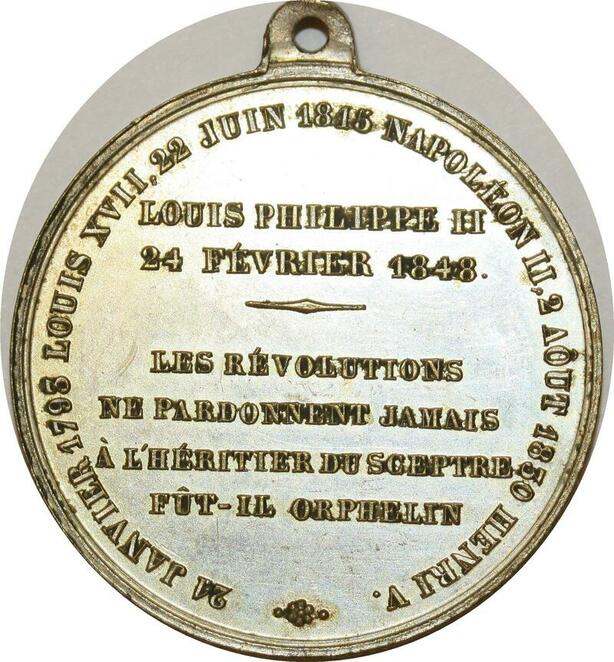 21 JANVIER 1793 LOUIS XVII, 22 JUIN 1815 NAPOLÉON II, 2 AÔUT 1830 HENRI V.
LOUIS PHILIPPE II
24 FÉVRIER 1848.
LES RÉVOLUTIONS
NE PARDONNENT JAMAIS
À L'HÉRITIER DU SCEPTRE
FÛT-IL ORPHELIN